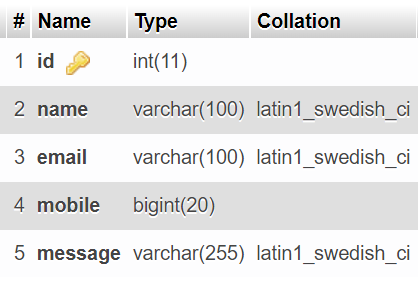 # Name Type Collation
1 id int(11)
2 name varchar(100) latin1_swedish_ci
3 email varchar(100) latin1_swedish_ci
4 mobile bigint(20)
5 message varchar(255) latin1_swedish_ci